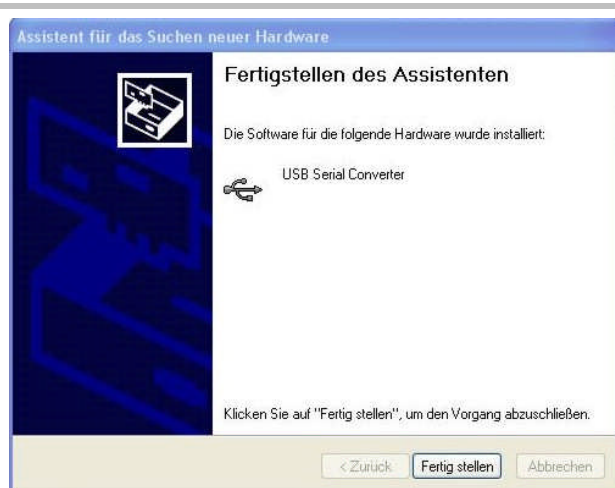 Assistent für das Suchen neuer Hardware
Fertigstellen des Assistenten
Die Software für die folgende Hardware wurde installiert:
USB Serial Converter
Klicken Sie auf "Fertig stellen", um den Vorgang abzuschließen.
< Zurück Fertig stellen Abbrechen